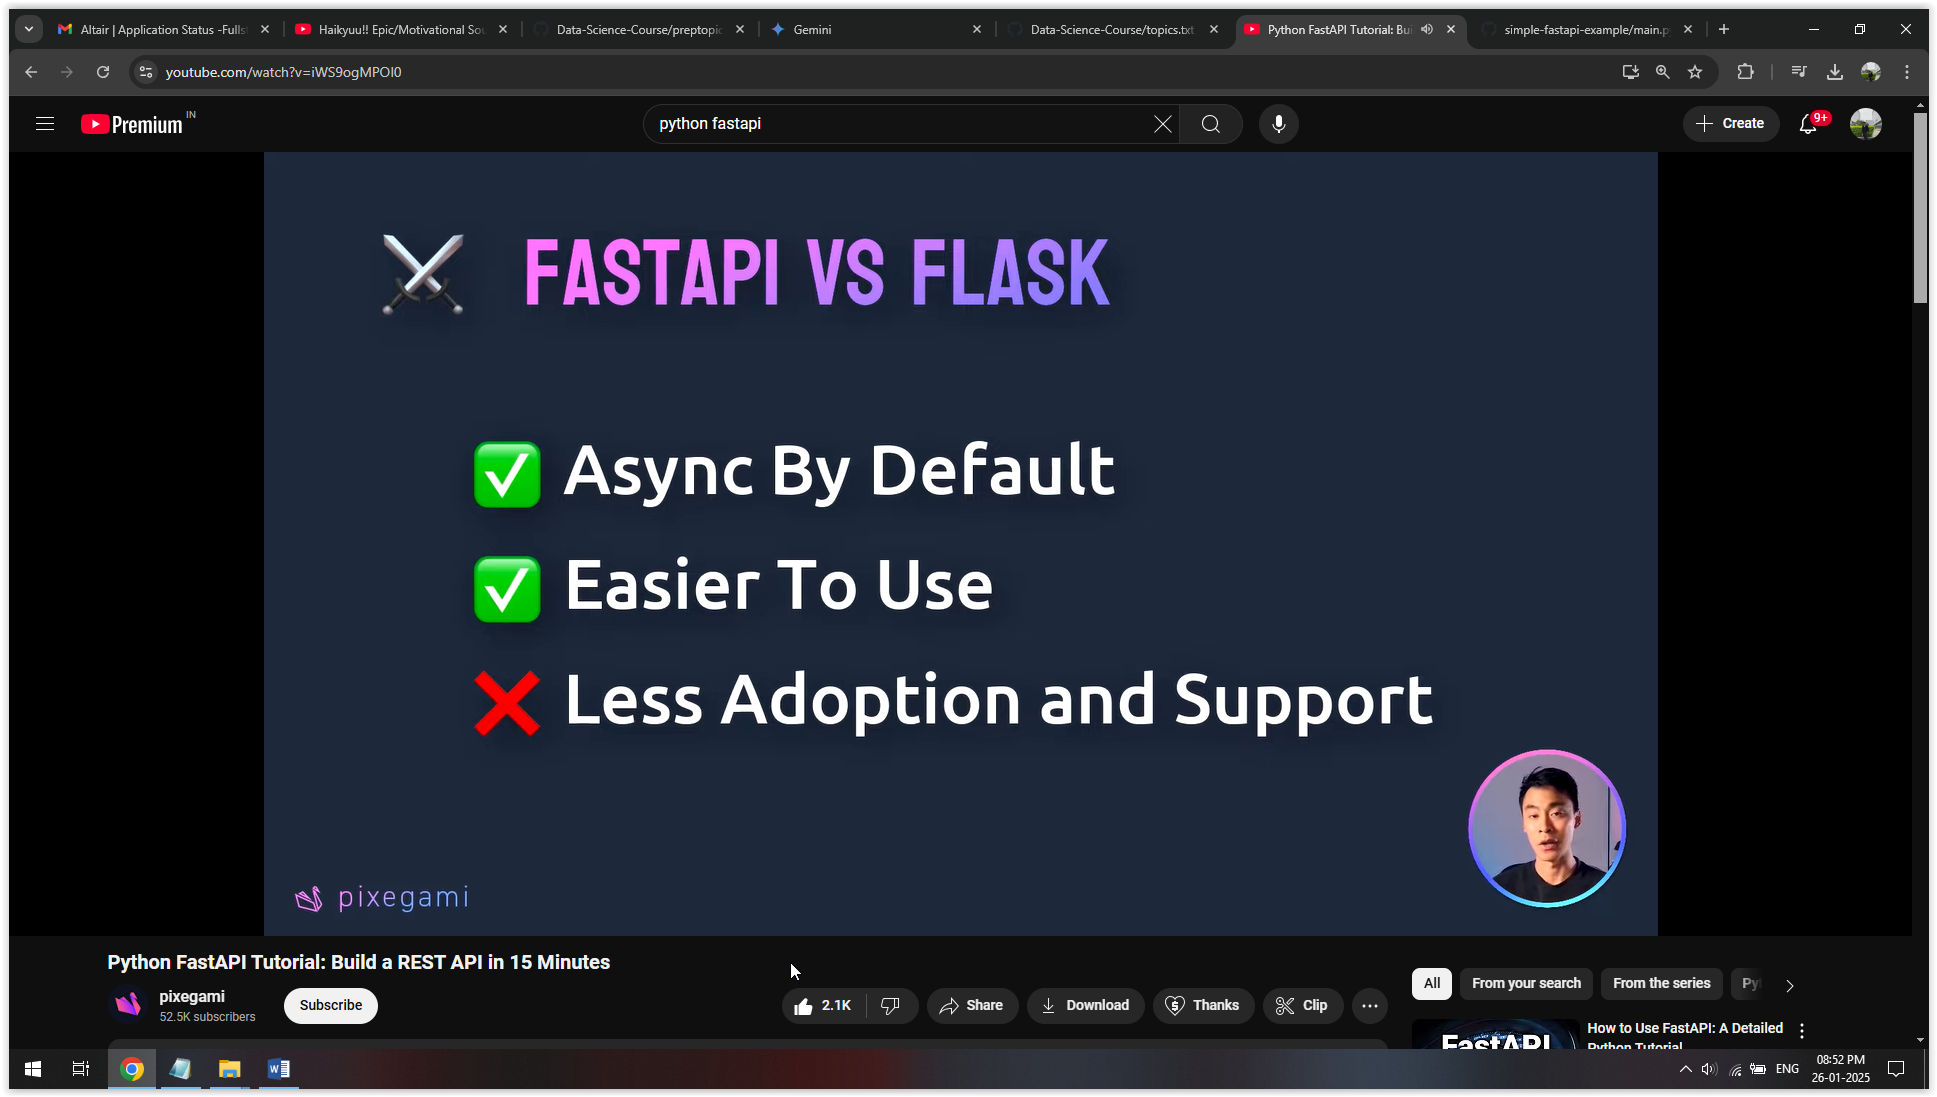 Altair | Application Status -Fulls
Haikyuu!! Epic/Motivational Sou
Data-Science-Course/preptopic
Gemini
Data-Science-Course/topics.txt
Python FastAPI Tutorial: Bui
simple-fastapi-example/main.p
youtube.com/watch?v=iWS9ogMPOI0
Premium IN
python fastapi
Create
9+
FASTAPI VS FLASK
Async By Default
Easier To Use
Less Adoption and Support
pixegami
Python FastAPI Tutorial: Build a REST API in 15 Minutes
pixegami
52.5K subscribers
Subscribe
2.1K
Share
Download
Thanks
Clip
All
From your search
From the series
Py
FastAPI
How to Use FastAPI: A Detailed
Python Tutorial
ENG
08:52 PM
26-01-2025